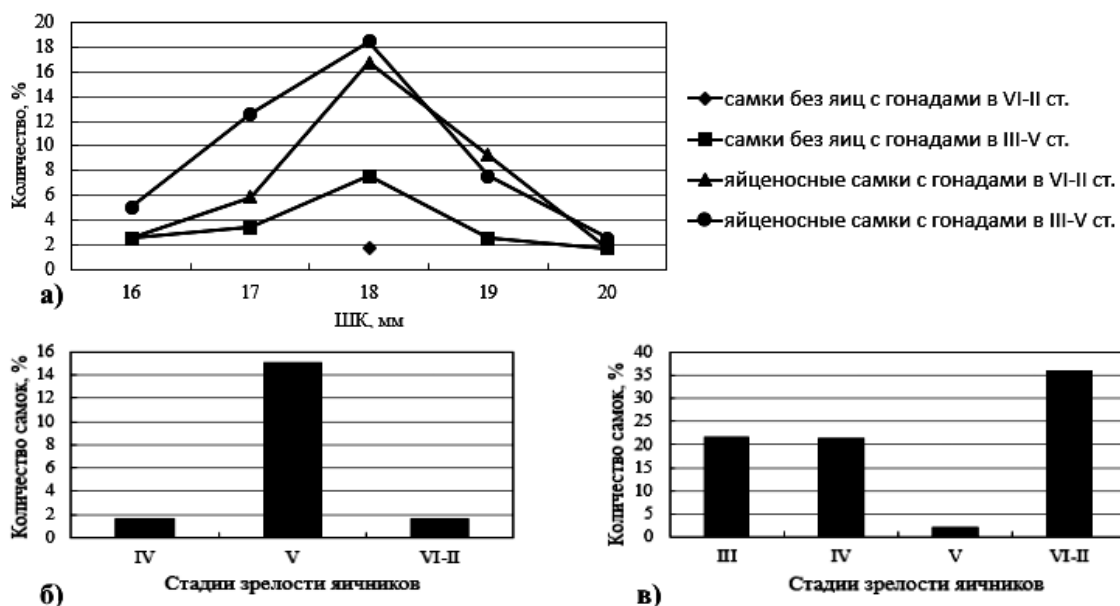 20
18
16
14
12
10
8
6
4
2
0
Количество, %
16 17 18 19 20
ШК, мм
а)
самки без яиц с гонадами в VI-II ст.
самки без яиц с гонадами в III-V ст.
яйценосные самки с гонадами в VI-II ст.
яйценосные самки с гонадами в III-V ст.
16
14
12
10
8
6
4
2
0
Количество самок, %
IV V VI-II
Стадии зрелости яичников
б)
40
35
30
25
20
15
10
5
0
Количество самок, %
III IV V VI-II
Стадии зрелости яичников
в)